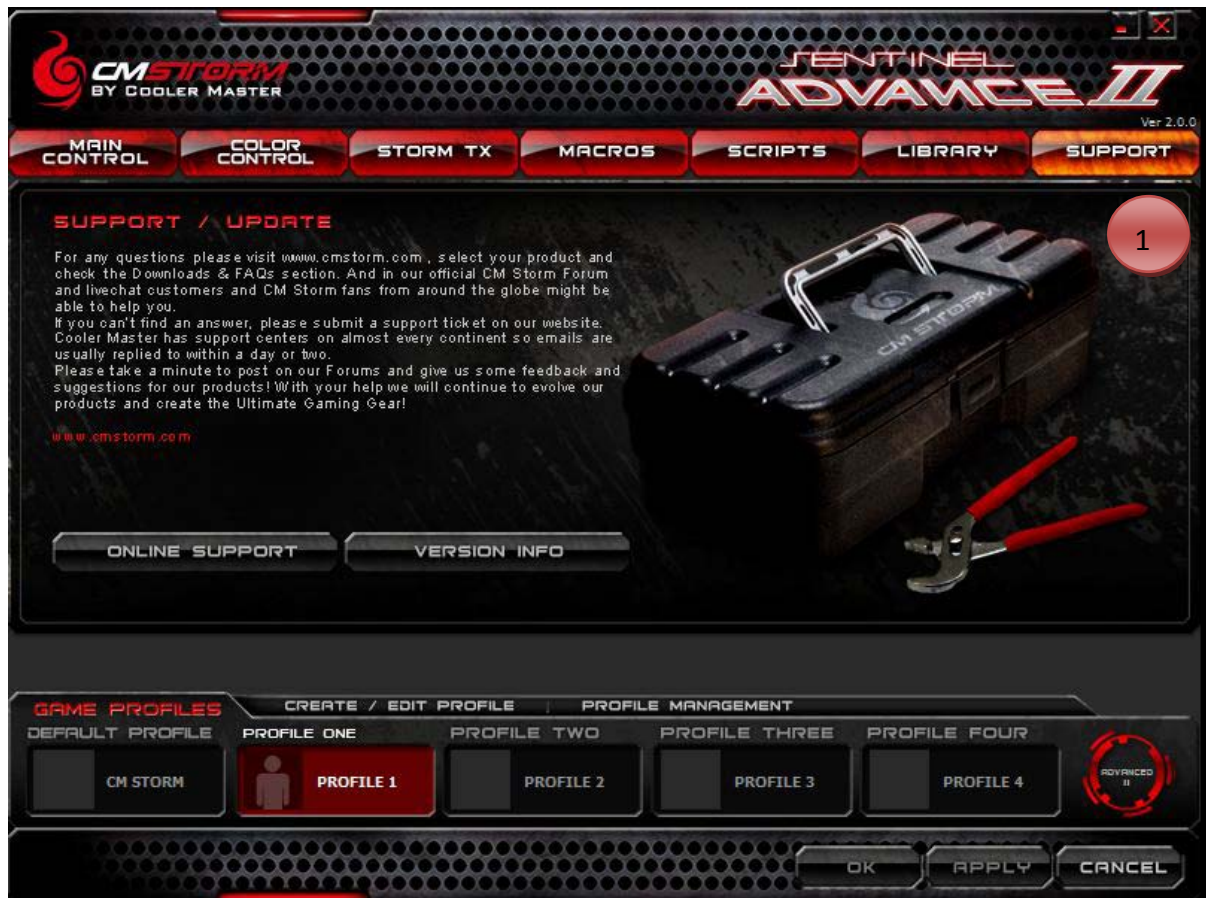 CMSTORM
BY COOLER MASTER
SENTINEL
ADVANCE II
Ver 2.0.0
MAIN CONTROL
COLOR CONTROL
STORM TX
MACROS
SCRIPTS
LIBRARY
SUPPORT
1
SUPPORT / UPDATE
For any questions please visit www.cmstorm.com , select your product and
check the Downloads & FAQs section. And in our official CM Storm Forum
and livechat customers and CM Storm fans from around the globe might be
able to help you.
If you can't find an answer, please submit a support ticket on our website.
Cooler Master has support centers on almost every continent so emails are
usually replied to within a day or two.
Please take a minute to post on our Forums and give us some feedback and
suggestions for our products! With your help we will continue to evolve our
products and create the Ultimate Gaming Gear!
www.cmstorm.com
CM STORM
ONLINE SUPPORT
VERSION INFO
GAME PROFILES
CREATE / EDIT PROFILE
PROFILE MANAGEMENT
DEFAULT PROFILE
PROFILE ONE
PROFILE TWO
PROFILE THREE
PROFILE FOUR
CM STORM
PROFILE 1
PROFILE 2
PROFILE 3
PROFILE 4
ADVANCED
II
OK
APPLY
CANCEL